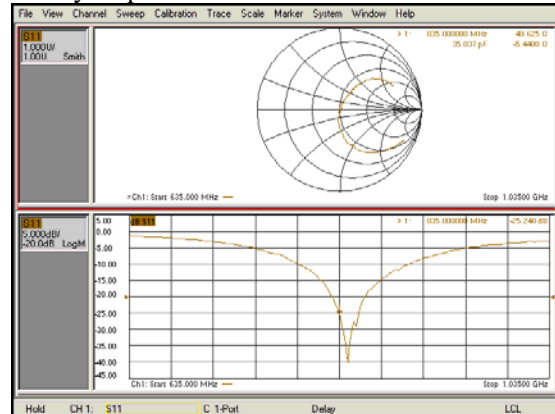 File View Channel Sweep Calibration Trace Scale Marker System Window Help
S11
1.000U/
1.00U Smith
> 1: 835.000000 MHz 48.625 Ω
35.037 pF -5.4400 Ω
>Ch1: Start 635.000 MHz
Stop 1.03500 GHz
S11
5.000dB/
-20.0dB LogM
5.00
dB S11
> 1: 835.000000 MHz -25.248 dB
0.00
-5.00
-10.00
-15.00
-20.00
-25.00
-30.00
-35.00
-40.00
-45.00
Ch1: Start 635.000 MHz
Stop 1.03500 GHz
Hold CH 1: S11 C 1-Port Delay LCL